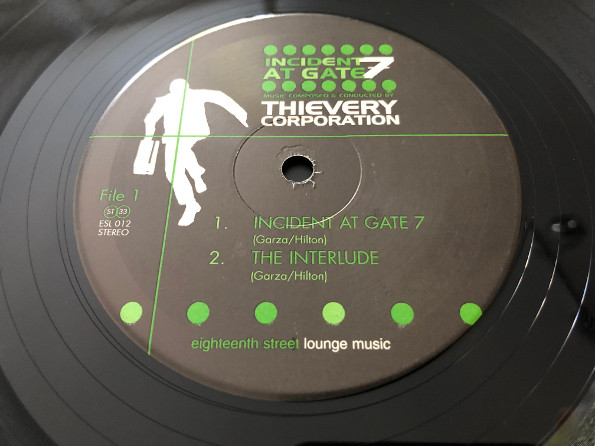 INCIDENT
AT GATE 7
MUSIC COMPOSED & CONDUCTED BY
THIEVERY
CORPORATION
File 1
ST 33
ESL 012
STEREO
1. INCIDENT AT GATE 7
(Garza/Hilton)
2. THE INTERLUDE
(Garza/Hilton)
eighteenth street lounge music